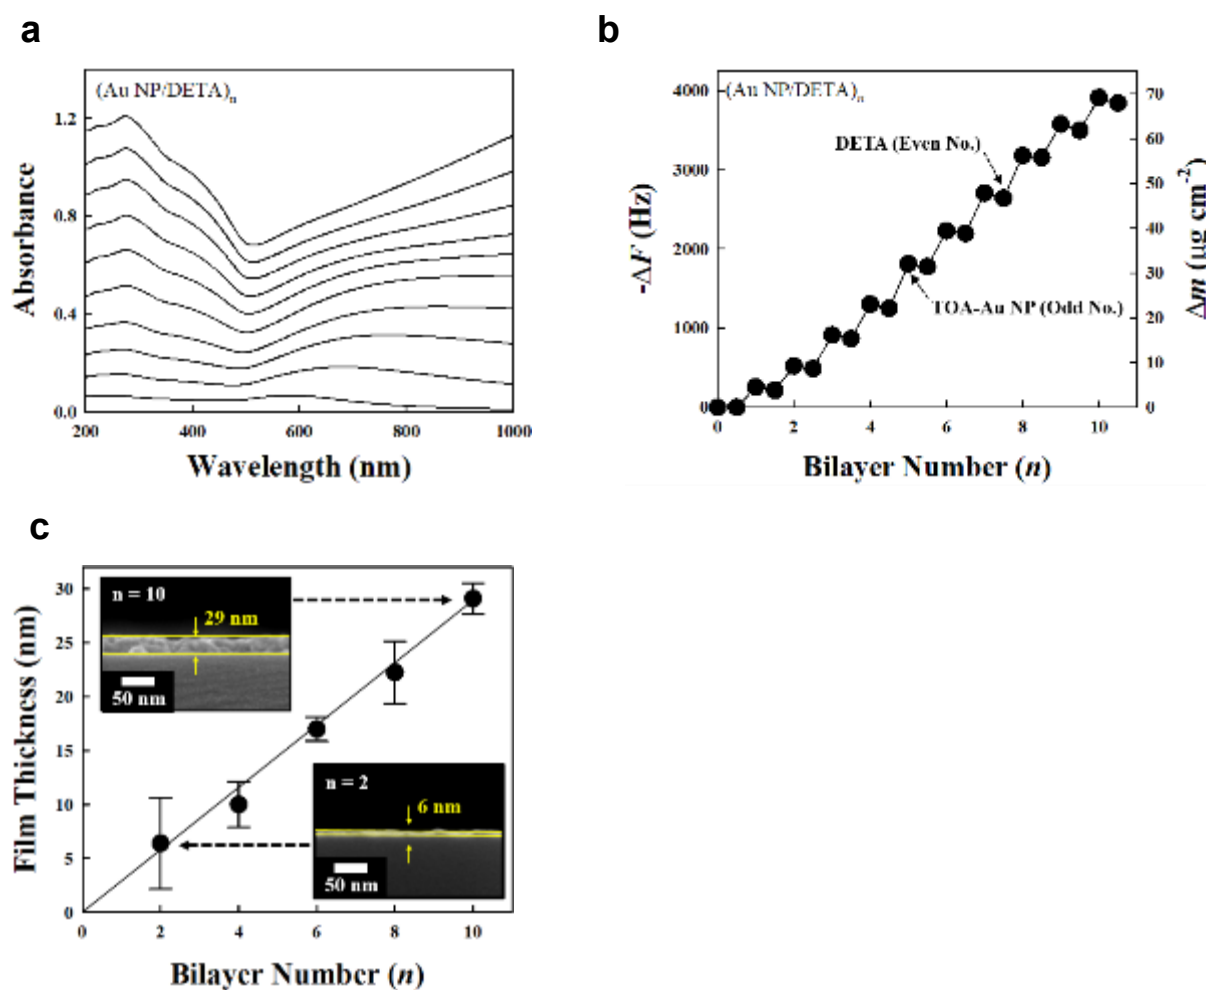 a
(Au NP/DETA)n
1.2
0.8
0.4
0.0
200
400
600
800
1000
Absorbance
Wavelength (nm)
b
(Au NP/DETA)n
4000
3000
2000
1000
0
70
60
50
40
30
20
10
0
DETA (Even No.)
TOA-Au NP (Odd No.)
0
2
4
6
8
10
-ΔF (Hz)
Δm (μg cm-2)
Bilayer Number (n)
c
30
25
20
15
10
5
0
n = 10
29 nm
50 nm
n = 2
6 nm
50 nm
0
2
4
6
8
10
Film Thickness (nm)
Bilayer Number (n)